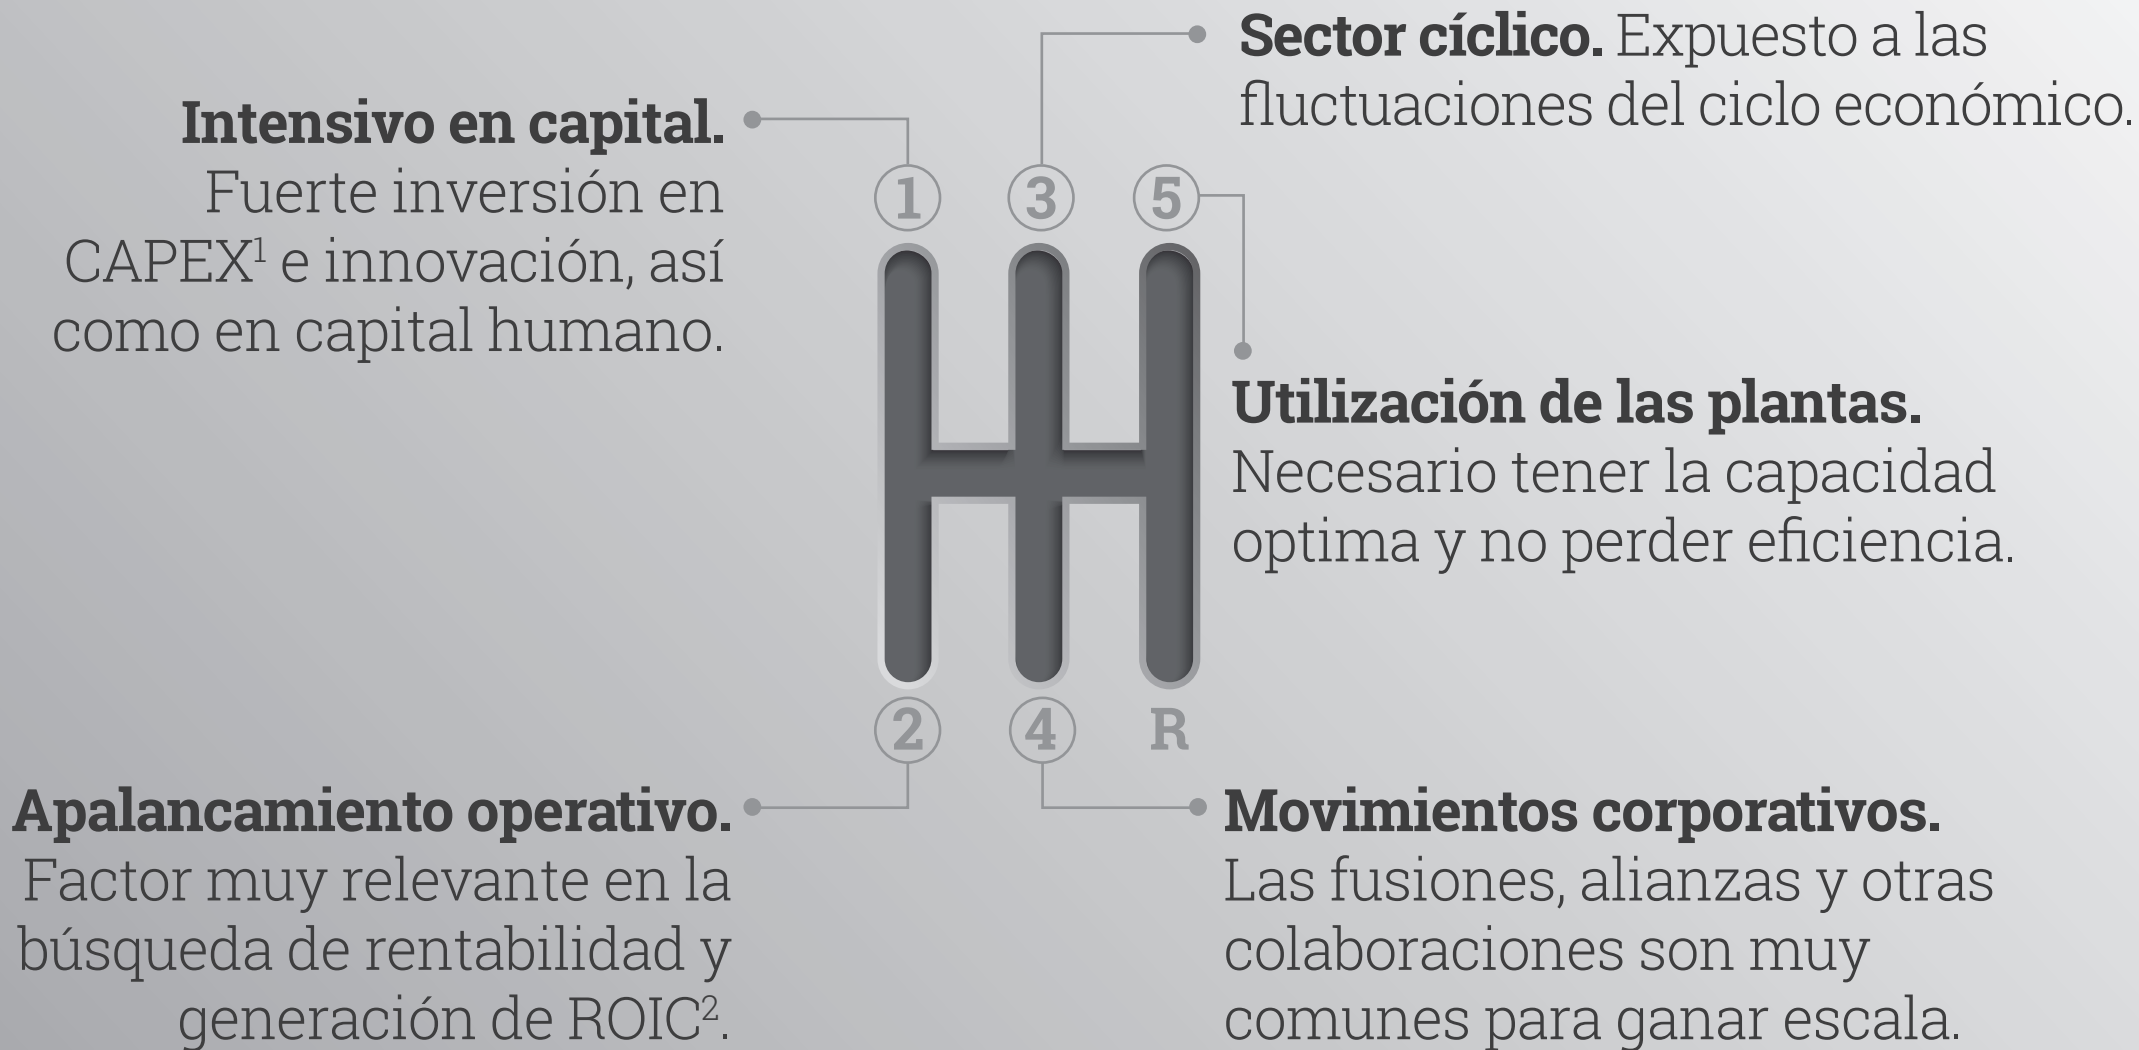 Intensivo en capital.
Fuerte inversión en
CAPEX¹ e innovación, así
como en capital humano.
Sector cíclico. Expuesto a las
fluctuaciones del ciclo económico.
1
3
5
Utilización de las plantas.
Necesario tener la capacidad
optima y no perder eficiencia.
2
4
R
Apalancamiento operativo.
Factor muy relevante en la
búsqueda de rentabilidad y
generación de ROIC².
Movimientos corporativos.
Las fusiones, alianzas y otras
colaboraciones son muy
comunes para ganar escala.